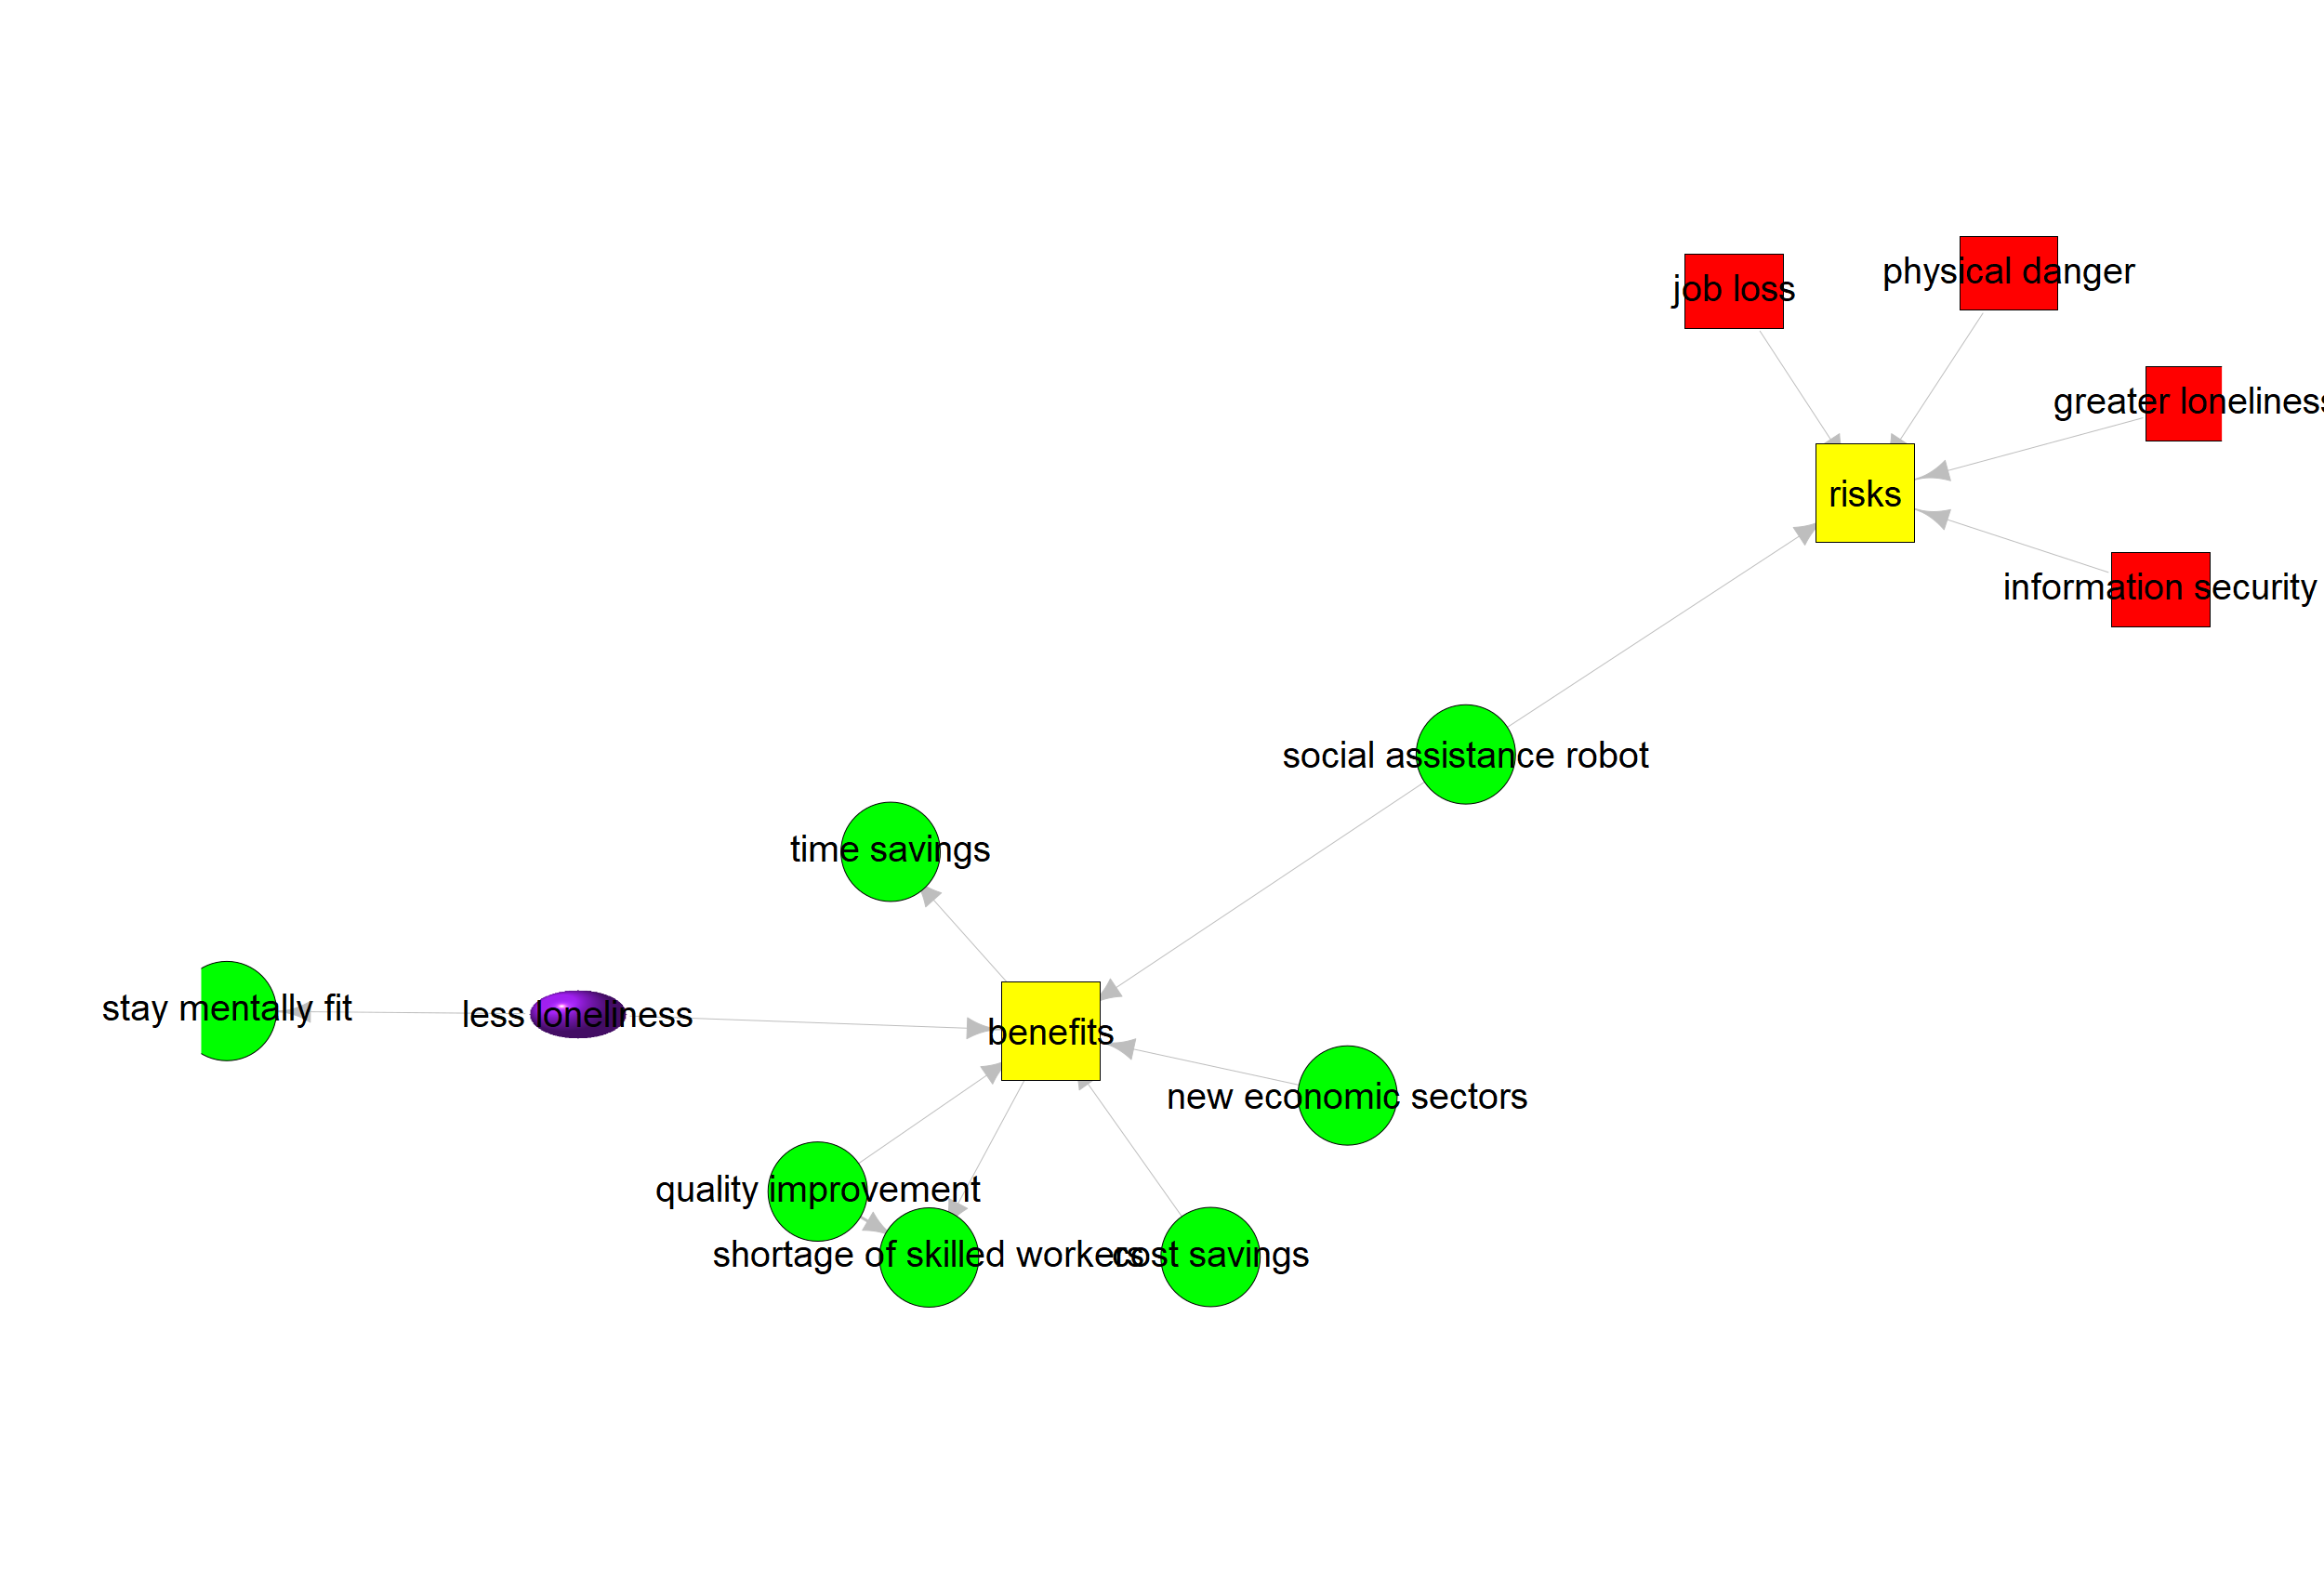 physical danger
job loss
greater loneliness
risks
information security
social assistance robot
time savings
stay mentally fit
less loneliness
benefits
new economic sectors
quality improvement
shortage of skilled workers
cost savings